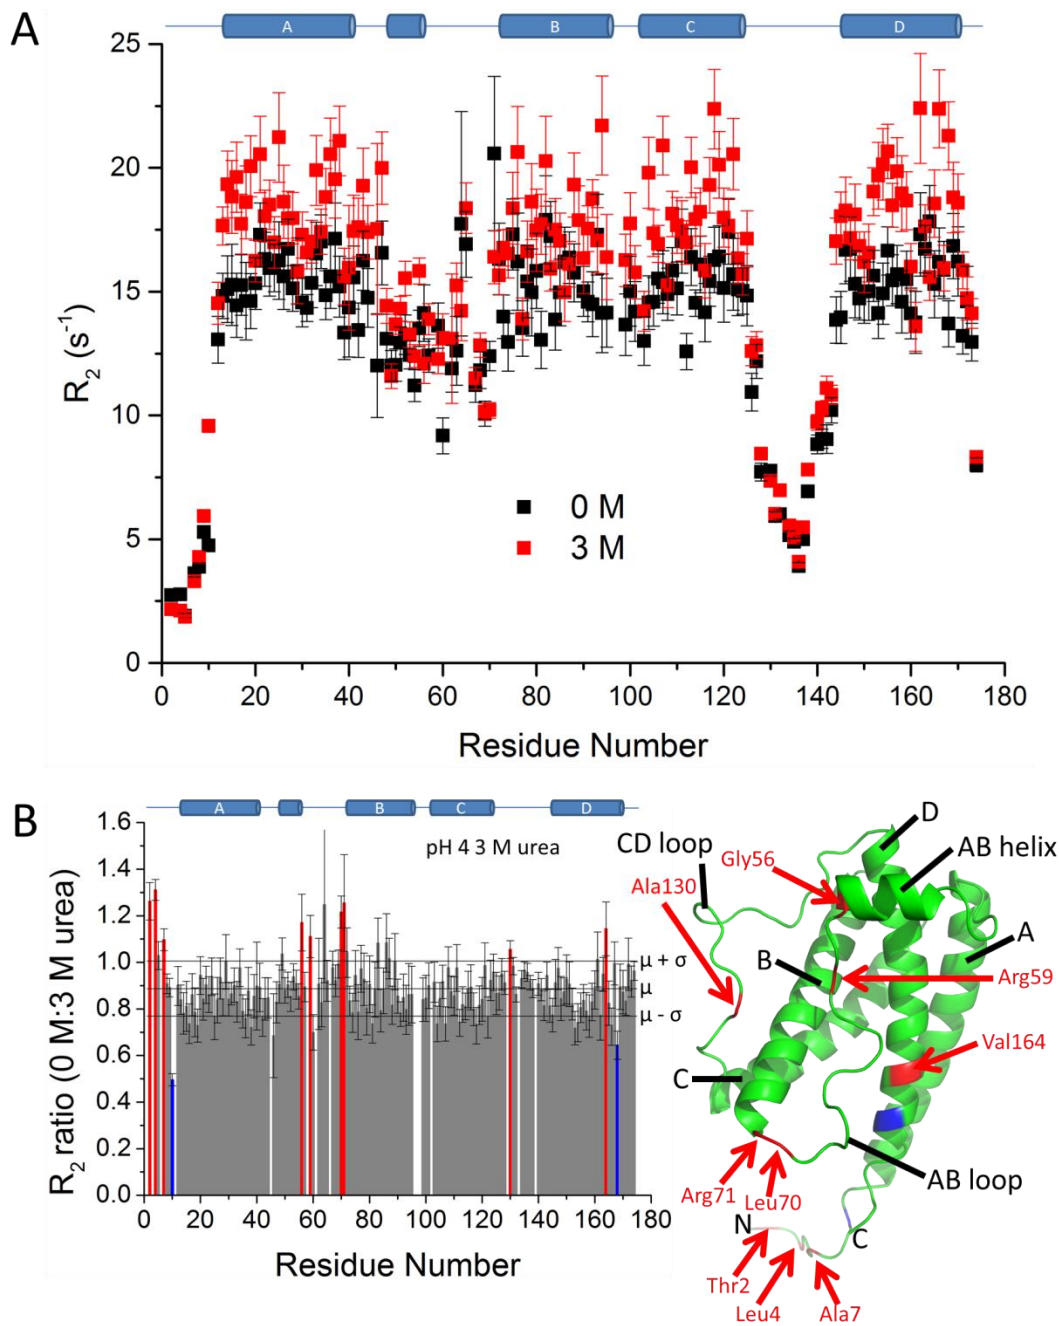 A
A B C D
R2 (s-1)
25
20
15
10
5
0
0 M
3 M
0 20 40 60 80 100 120 140 160 180
Residue Number
B
A B C D
R2 ratio (0 M:3 M urea)
1.6
1.4
1.2
1.0
0.8
0.6
0.4
0.2
0.0
pH 4 3 M urea
μ + σ
μ
μ - σ
0 20 40 60 80 100 120 140 160 180
Residue Number
D
CD loop
AB helix
Gly56
Ala130
A
B
Arg59
Val164
C
AB loop
Arg71
Leu70
N
C
Thr2
Leu4
Ala7